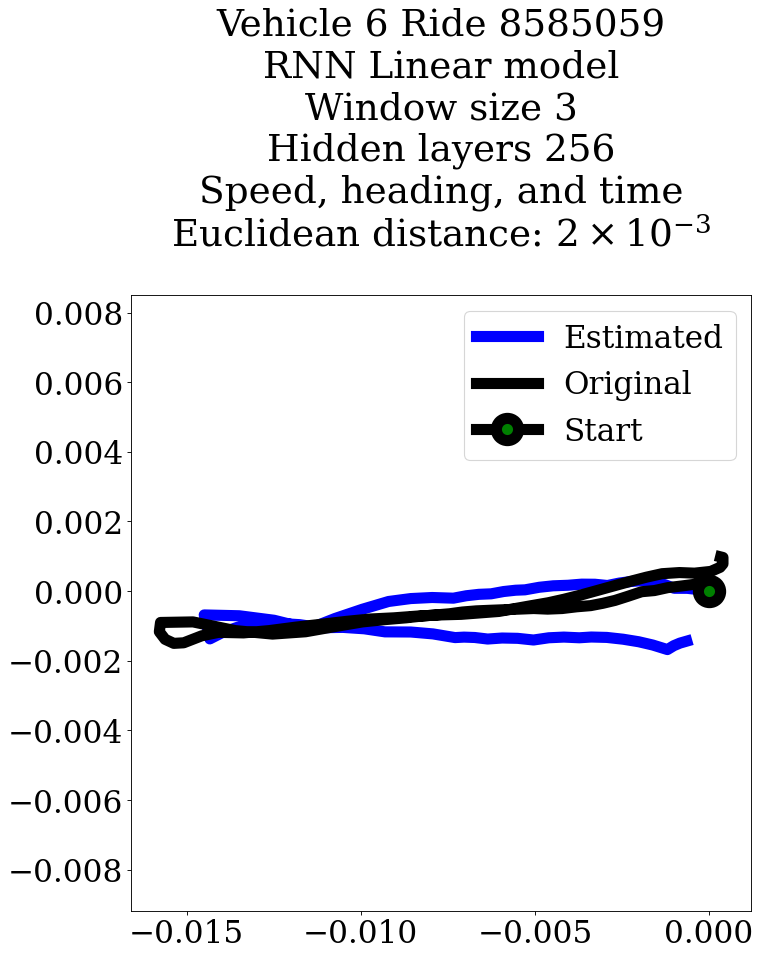 Vehicle 6 Ride 8585059
RNN Linear model
Window size 3
Hidden layers 256
Speed, heading, and time
Euclidean distance: 2 × 10⁻³
Estimated
Original
Start
0.008
0.006
0.004
0.002
0.000
−0.002
−0.004
−0.006
−0.008
−0.015 −0.010 −0.005 0.000